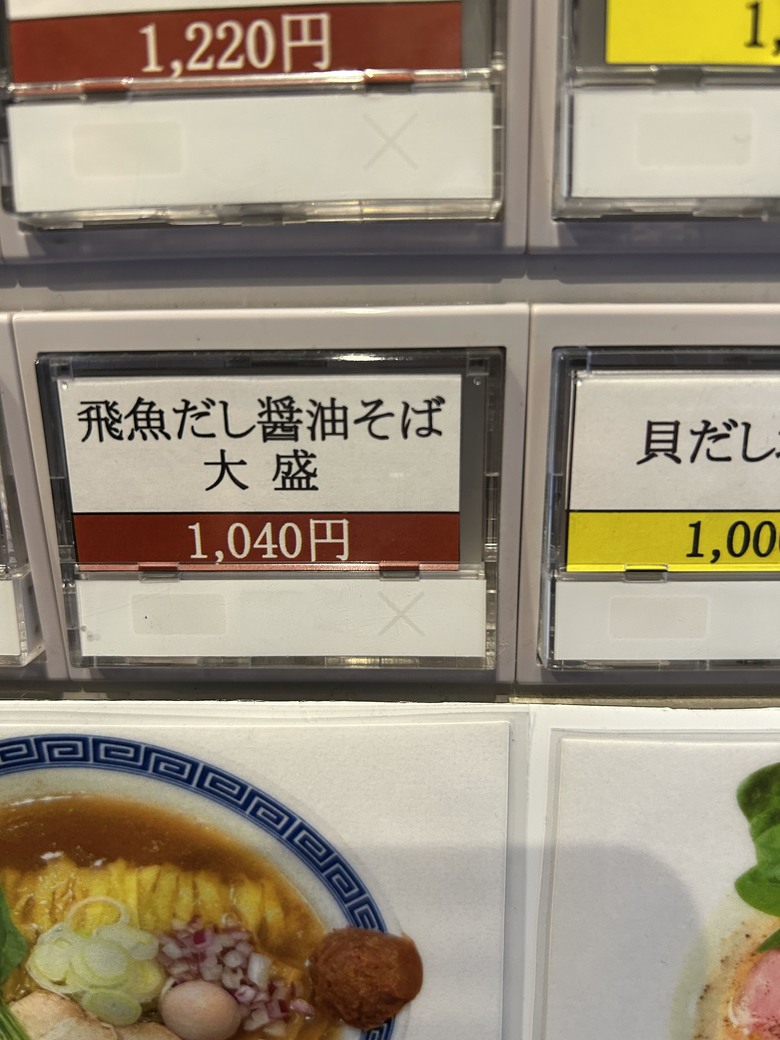 1,220円
飛魚だし醤油そば
大盛
1,040円
貝だし